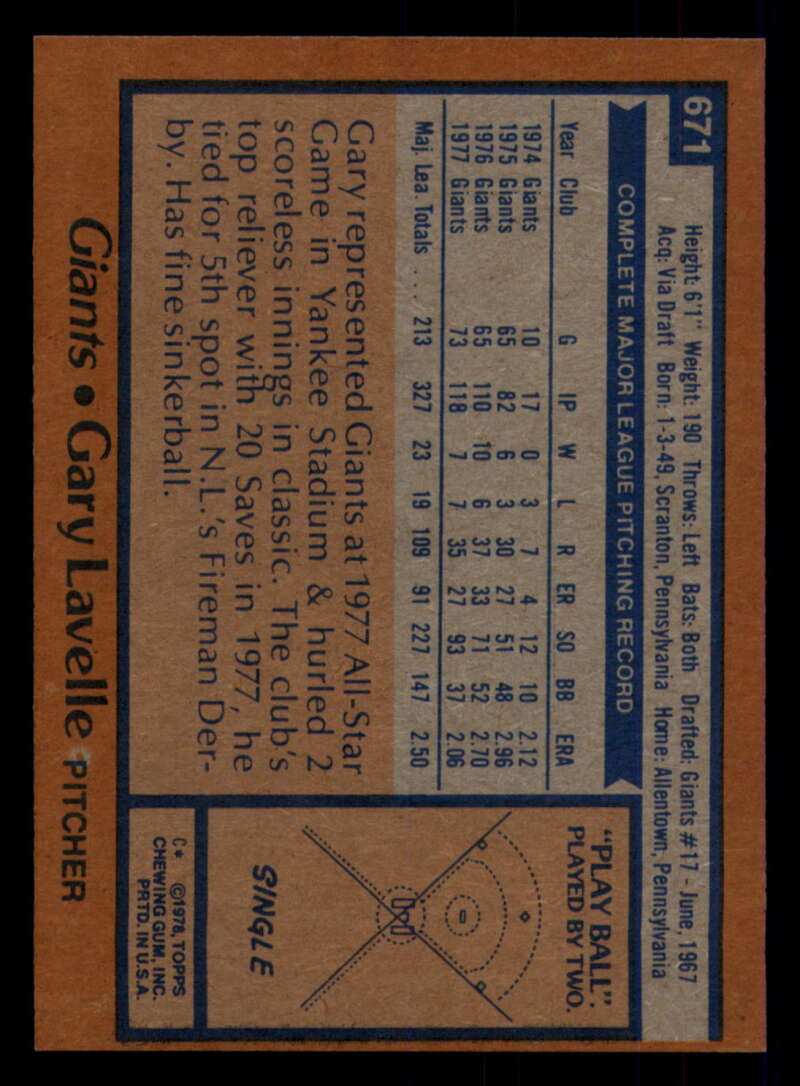 671
Height: 6'1" Weight: 190 Throws: Left Bats: Both Drafted: Giants #17 - June, 1967
Acq: Via Draft Born: 1-3-49, Scranton, Pennsylvania Home: Allentown, Pennsylvania
COMPLETE MAJOR LEAGUE PITCHING RECORD
Year Club G IP W L R ER SO BB ERA
1974 Giants 10 17 0 3 7 4 12 10 2.12
1975 Giants 65 82 6 3 30 27 51 48 2.96
1976 Giants 65 110 10 6 37 33 71 52 2.70
1977 Giants 73 118 7 7 35 27 93 37 2.06
Maj. Lea. Totals ... 213 327 23 19 109 91 227 147 2.50
Gary represented Giants at 1977 All-Star
Game in Yankee Stadium & hurled 2
scoreless innings in classic. The club's
top reliever with 20 Saves in 1977, he
tied for 5th spot in N.L.'s Fireman Der-
by. Has fine sinkerball.
"PLAY BALL":
PLAYED BY TWO.
SINGLE
C* ©1978, TOPPS
CHEWING GUM, INC.
PRTD. IN U.S.A.
Giants • Gary Lavelle PITCHER